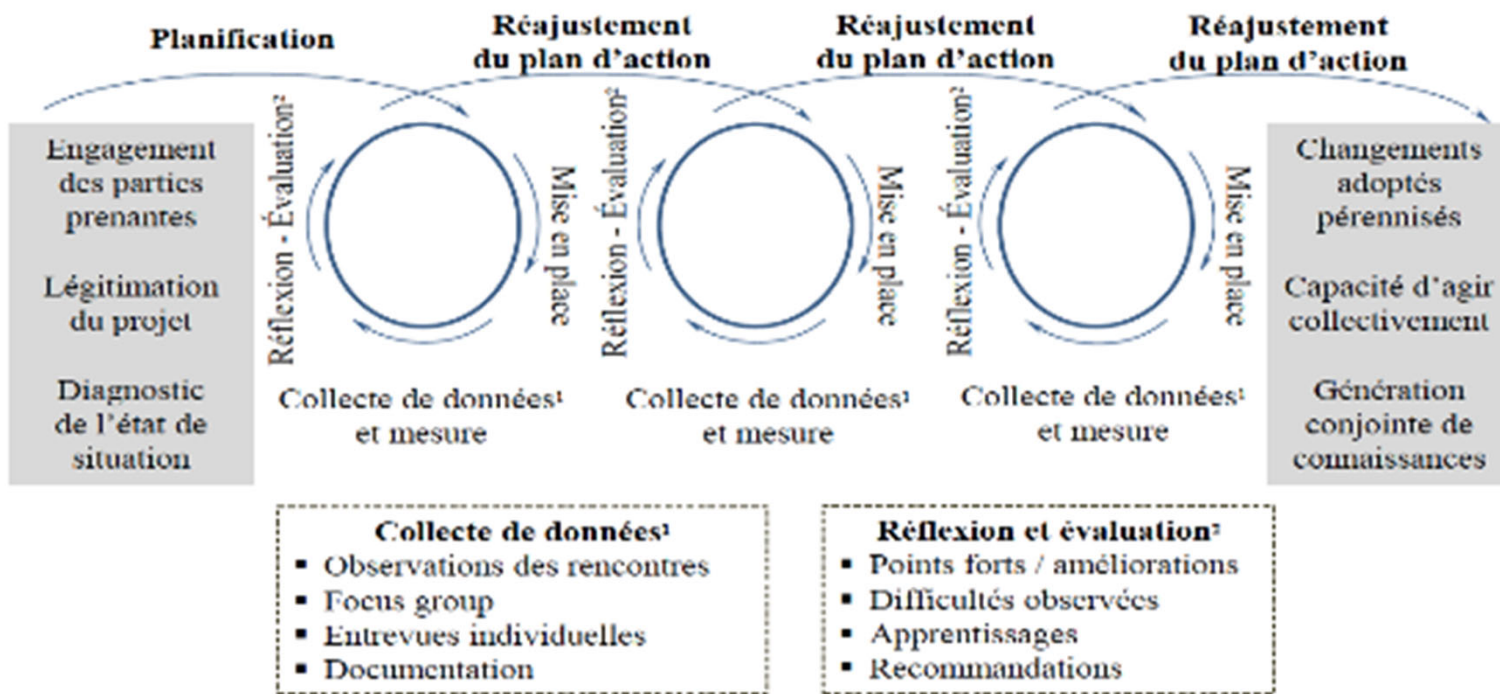 Planification
Réajustement
du plan d'action
Réajustement
du plan d'action
Réajustement
du plan d'action
Engagement
des parties
prenantes
Légitimation
du projet
Diagnostic
de l'état de
situation
Réflexion - Évaluation²
Mise en place
Collecte de données¹
et mesure
Réflexion - Évaluation²
Mise en place
Collecte de données¹
et mesure
Réflexion - Évaluation²
Mise en place
Collecte de données¹
et mesure
Changements
adoptés
pérennisés
Capacité d'agir
collectivement
Génération
conjointe de
connaissances
Collecte de données¹
▪ Observations des rencontres
▪ Focus group
▪ Entrevues individuelles
▪ Documentation
Réflexion et évaluation²
▪ Points forts / améliorations
▪ Difficultés observées
▪ Apprentissages
▪ Recommandations